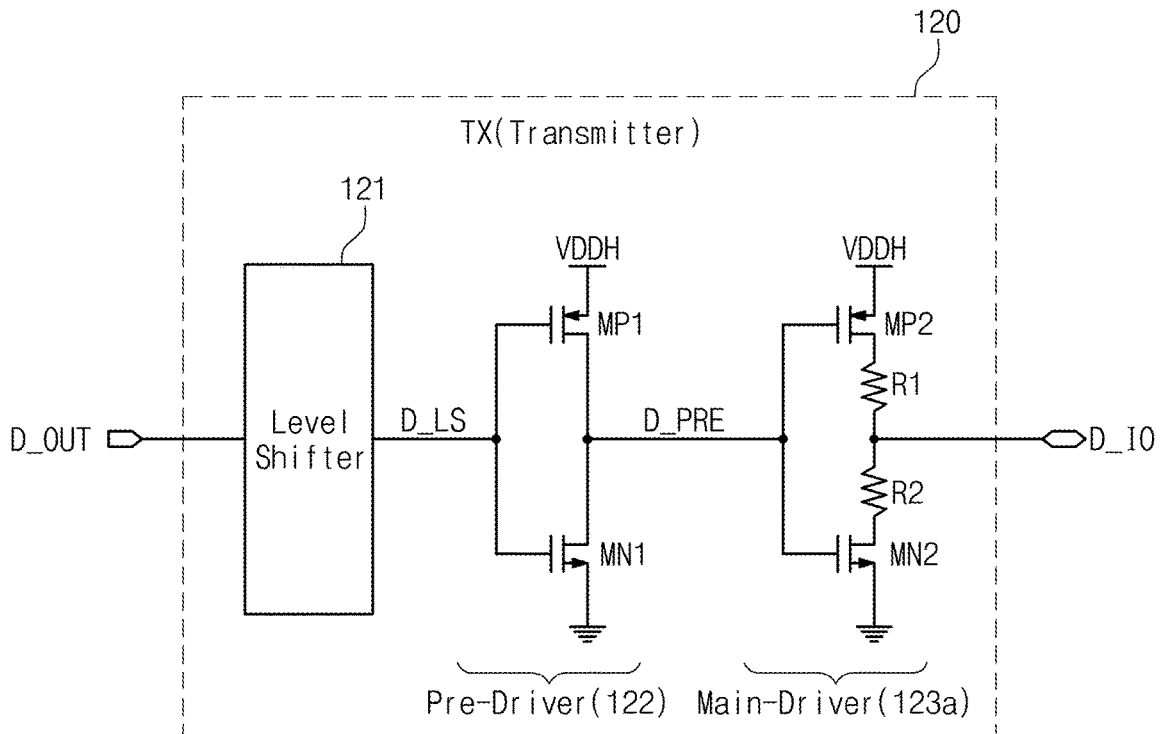 120
TX(Transmitter)
121
VDDH
VDDH
MP1
MP2
R1
D_OUT
Level
Shifter
D_LS
D_PRE
D_IO
R2
MN1
MN2
Pre-Driver(122)
Main-Driver(123a)